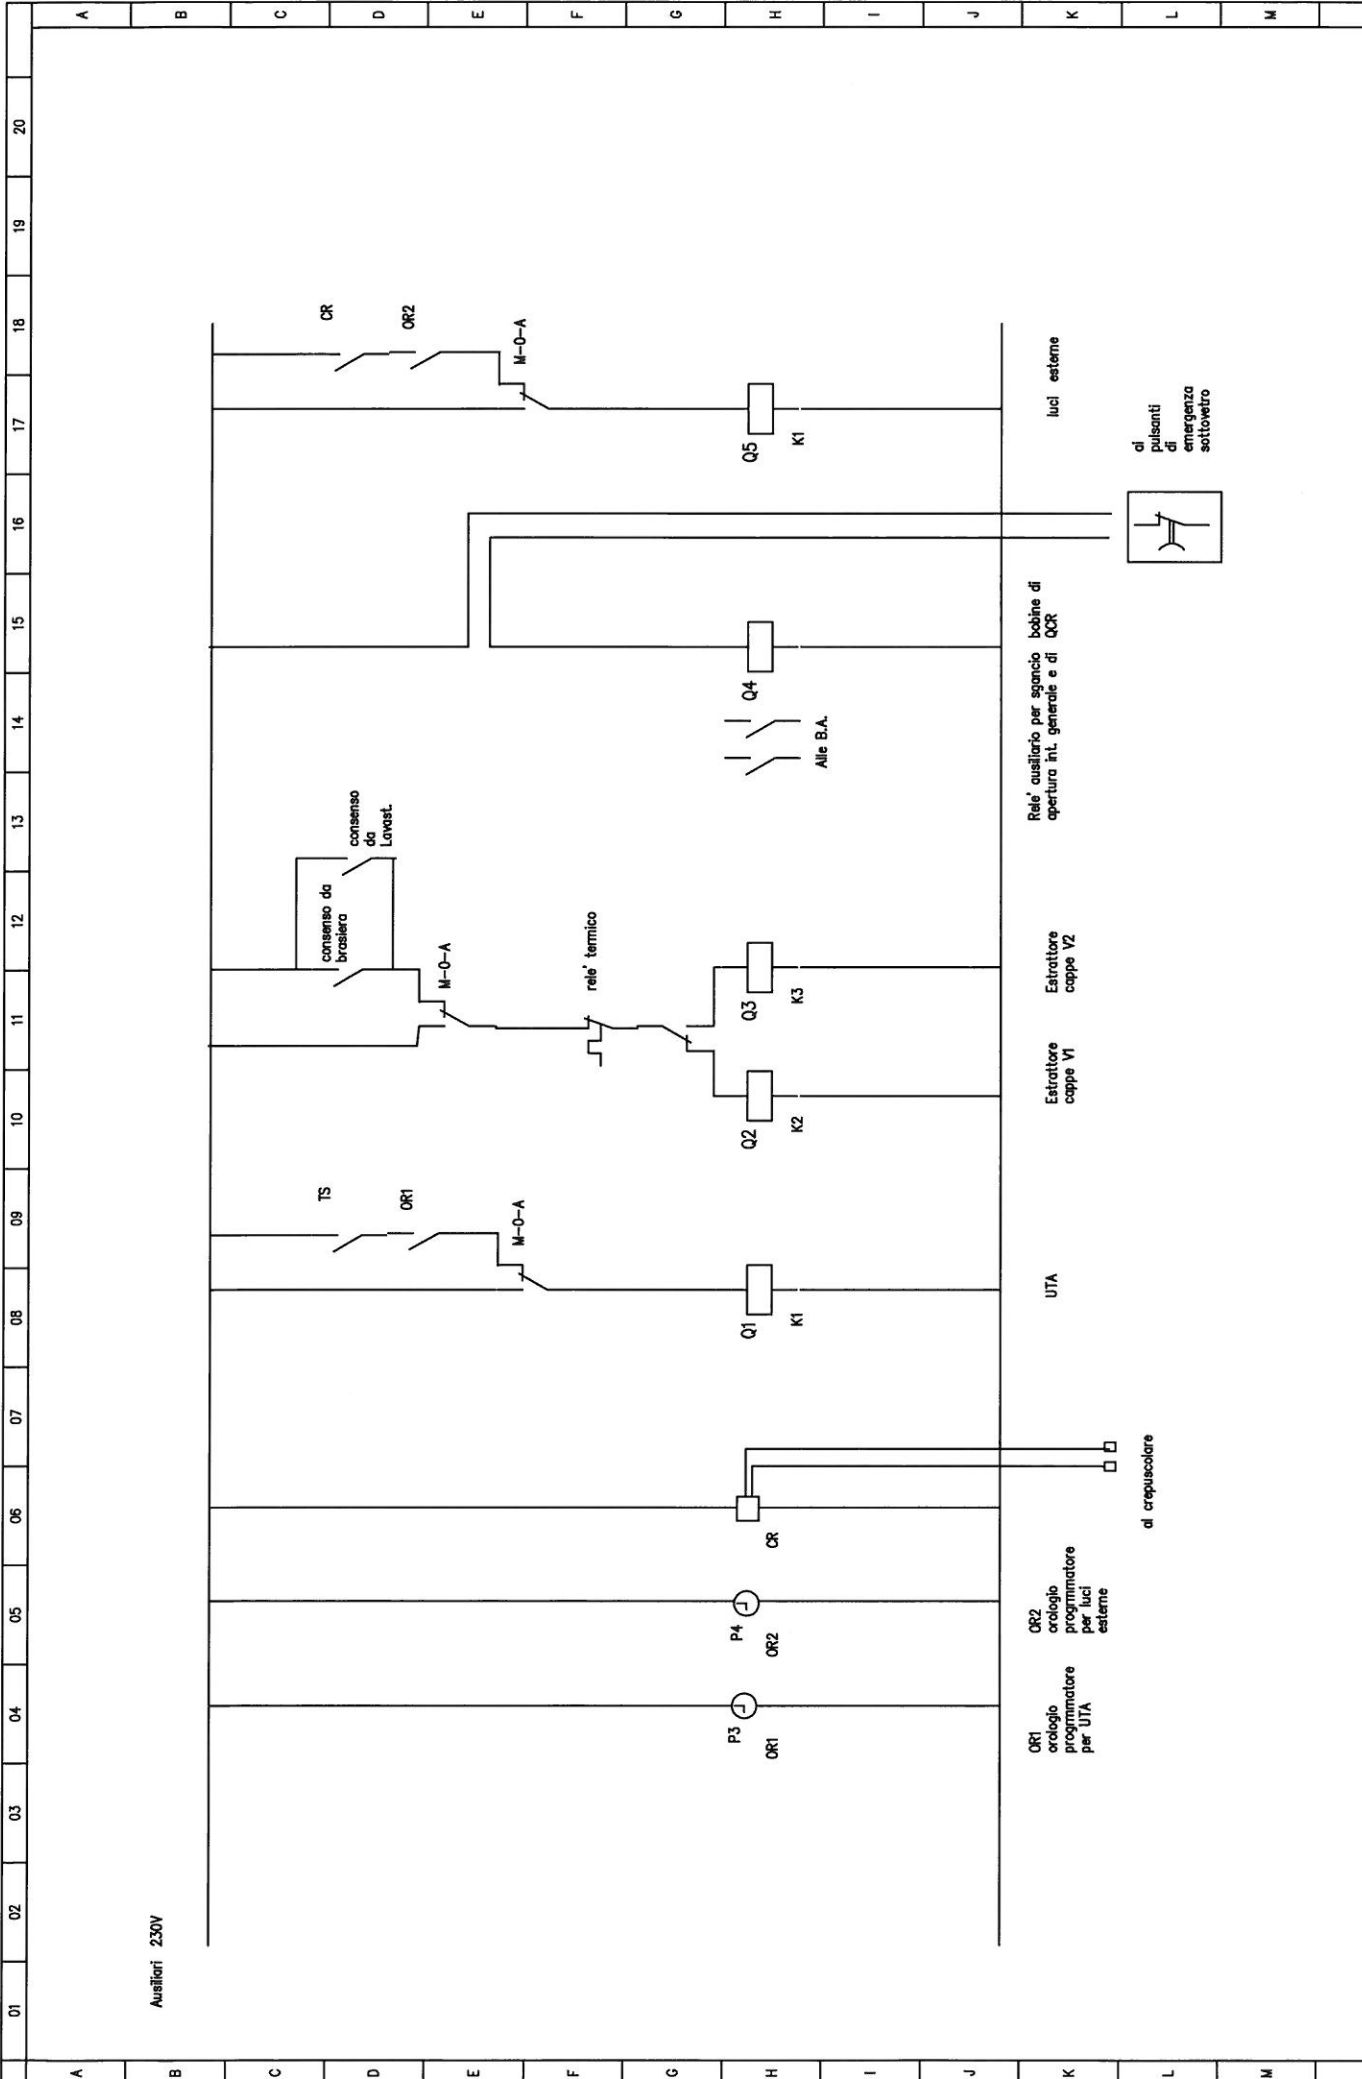 01 02 03 04 05 06 07 08 09 10 11 12 13 14 15 16 17 18 19 20
A
B
C
D
E
F
G
H
I
J
K
L
M
A
B
C
D
E
F
G
H
I
J
K
L
M
Ausiliari 230V
TS
OR1
M-O-A
consenso da
brasiera
consenso
da
Lavast.
M-O-A
CR
OR2
M-O-A
rele' termico
P3
OR1
P4
OR2
CR
Q1
K1
Q2
K2
Q3
K3
Alle B.A.
Q4
Q5
K1
OR1
orologio
progrmmatore
per UTA
OR2
orologio
progrmmatore
per luci
esterne
al crepuscolare
UTA
Estrattore
cappe V1
Estrattore
cappe V2
Rele' ausiliario per sgancio bobine di
apertura int. generale e di QCR
luci esterne
ai
pulsanti
di
emergenza
sottovetro